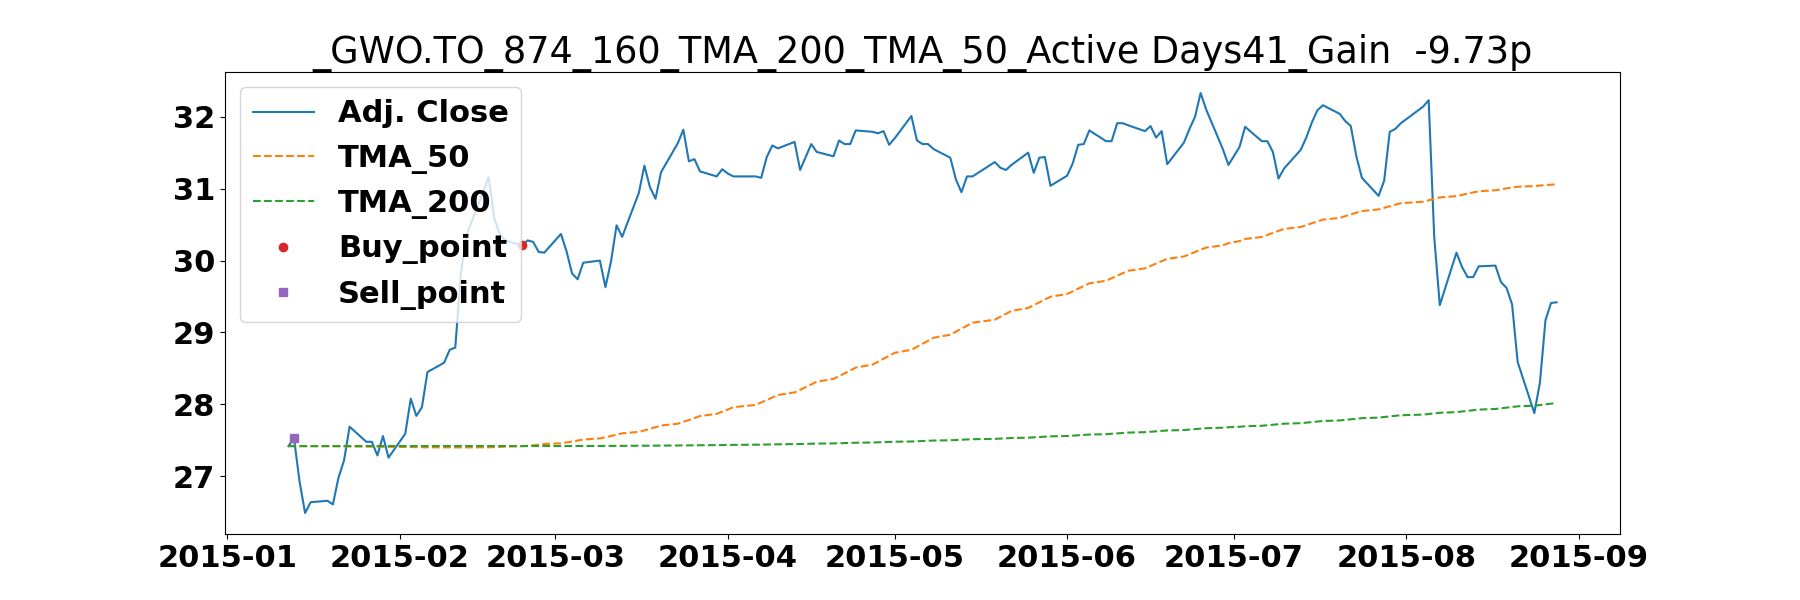 _GWO.TO_874_160_TMA_200_TMA_50_Active Days41_Gain  -9.73p
Adj. Close
TMA_50
TMA_200
Buy_point
Sell_point
32
31
30
29
28
27
2015-01 2015-02 2015-03 2015-04 2015-05 2015-06 2015-07 2015-08 2015-09